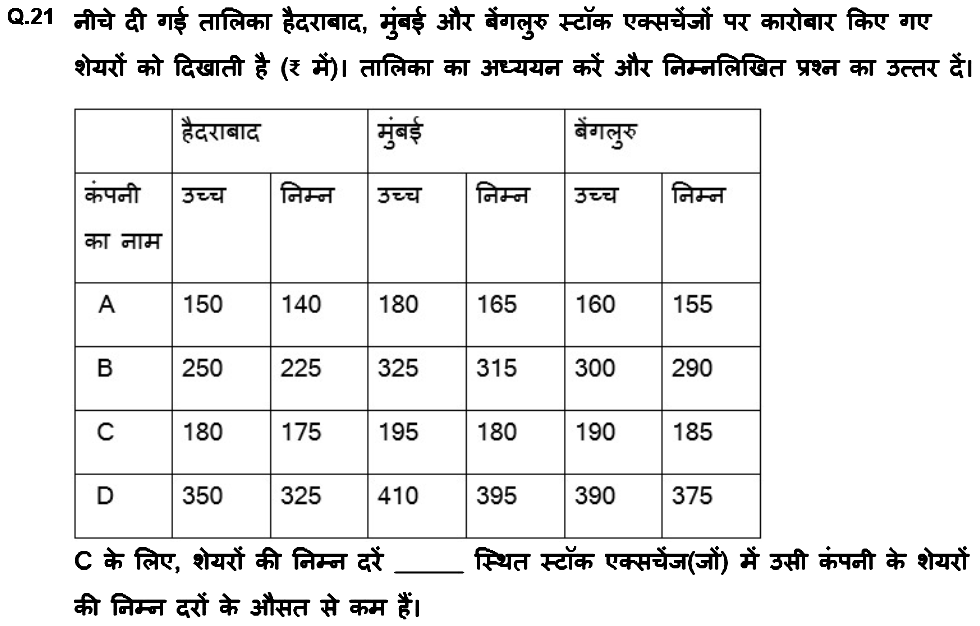 Q.21 नीचे दी गई तालिका हैदराबाद, मुंबई और बेंगलुरु स्टॉक एक्सचेंजों पर कारोबार किए गए
शेयरों को दिखाती है (₹ में)। तालिका का अध्ययन करें और निम्नलिखित प्रश्न का उत्तर दें।
हैदराबाद मुंबई बेंगलुरु
कंपनी उच्च निम्न उच्च निम्न उच्च निम्न
का नाम
A 150 140 180 165 160 155
B 250 225 325 315 300 290
C 180 175 195 180 190 185
D 350 325 410 395 390 375
C के लिए, शेयरों की निम्न दरें ______ स्थित स्टॉक एक्सचेंज(जों) में उसी कंपनी के शेयरों
की निम्न दरों के औसत से कम हैं।